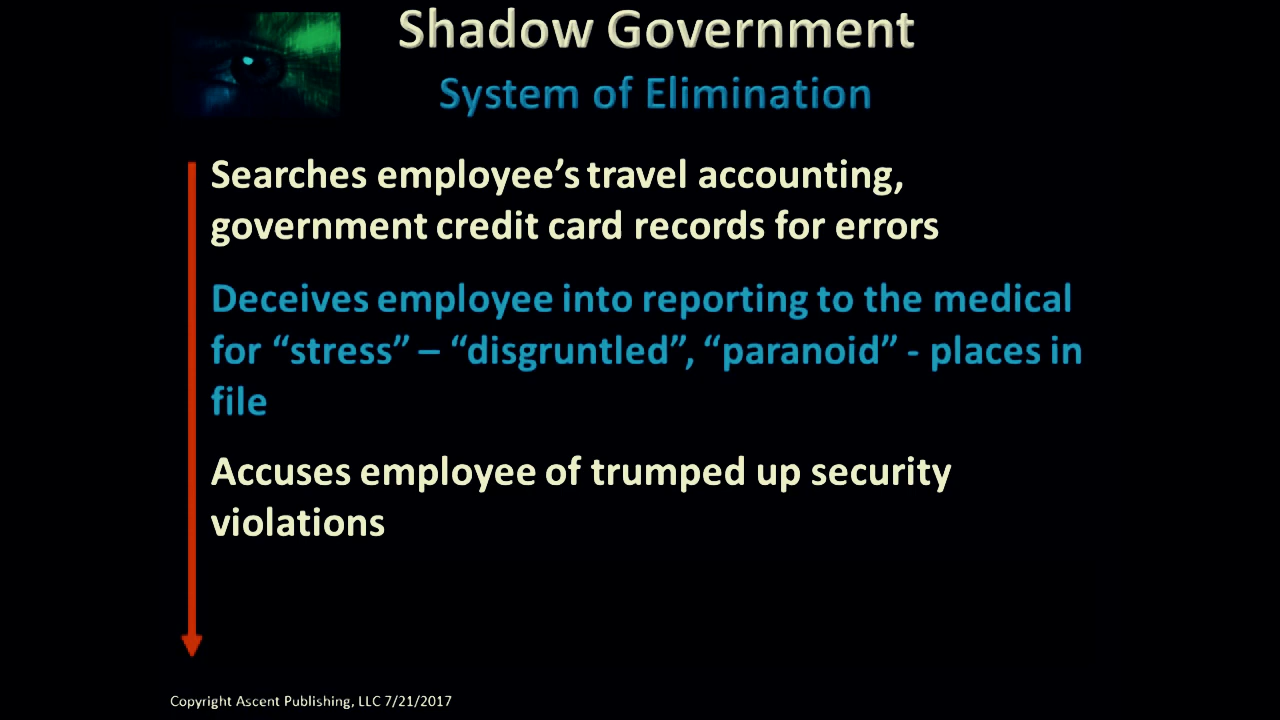 Shadow Government
System of Elimination
Searches employee’s travel accounting,
government credit card records for errors
Deceives employee into reporting to the medical
for “stress” – “disgruntled”, “paranoid” - places in
file
Accuses employee of trumped up security
violations
Copyright Ascent Publishing, LLC 7/21/2017